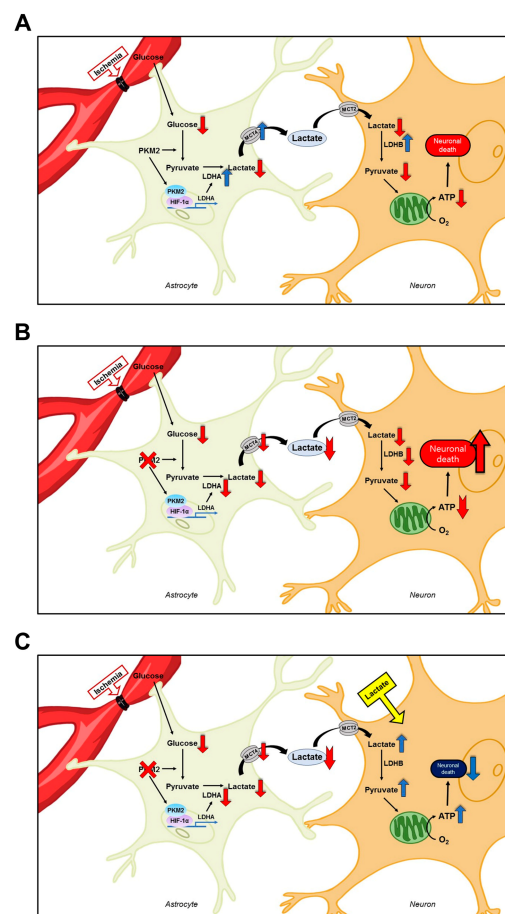 A
Ischemia
Glucose
Glucose
PKM2
Pyruvate
Lactate
LDHA
PKM2
HIF-1α
LDHA
MCT4
Lactate
MCT2
Lactate
LDHB
Pyruvate
Neuronal
death
ATP
O2
Astrocyte
Neuron
B
Ischemia
Glucose
Glucose
PKM2
Pyruvate
Lactate
LDHA
PKM2
HIF-1α
LDHA
MCT4
Lactate
MCT2
Lactate
LDHB
Pyruvate
Neuronal
death
ATP
O2
Astrocyte
Neuron
C
Ischemia
Glucose
Glucose
PKM2
Pyruvate
Lactate
LDHA
PKM2
HIF-1α
LDHA
MCT4
Lactate
MCT2
Lactate
Lactate
LDHB
Pyruvate
Neuronal
death
ATP
O2
Astrocyte
Neuron